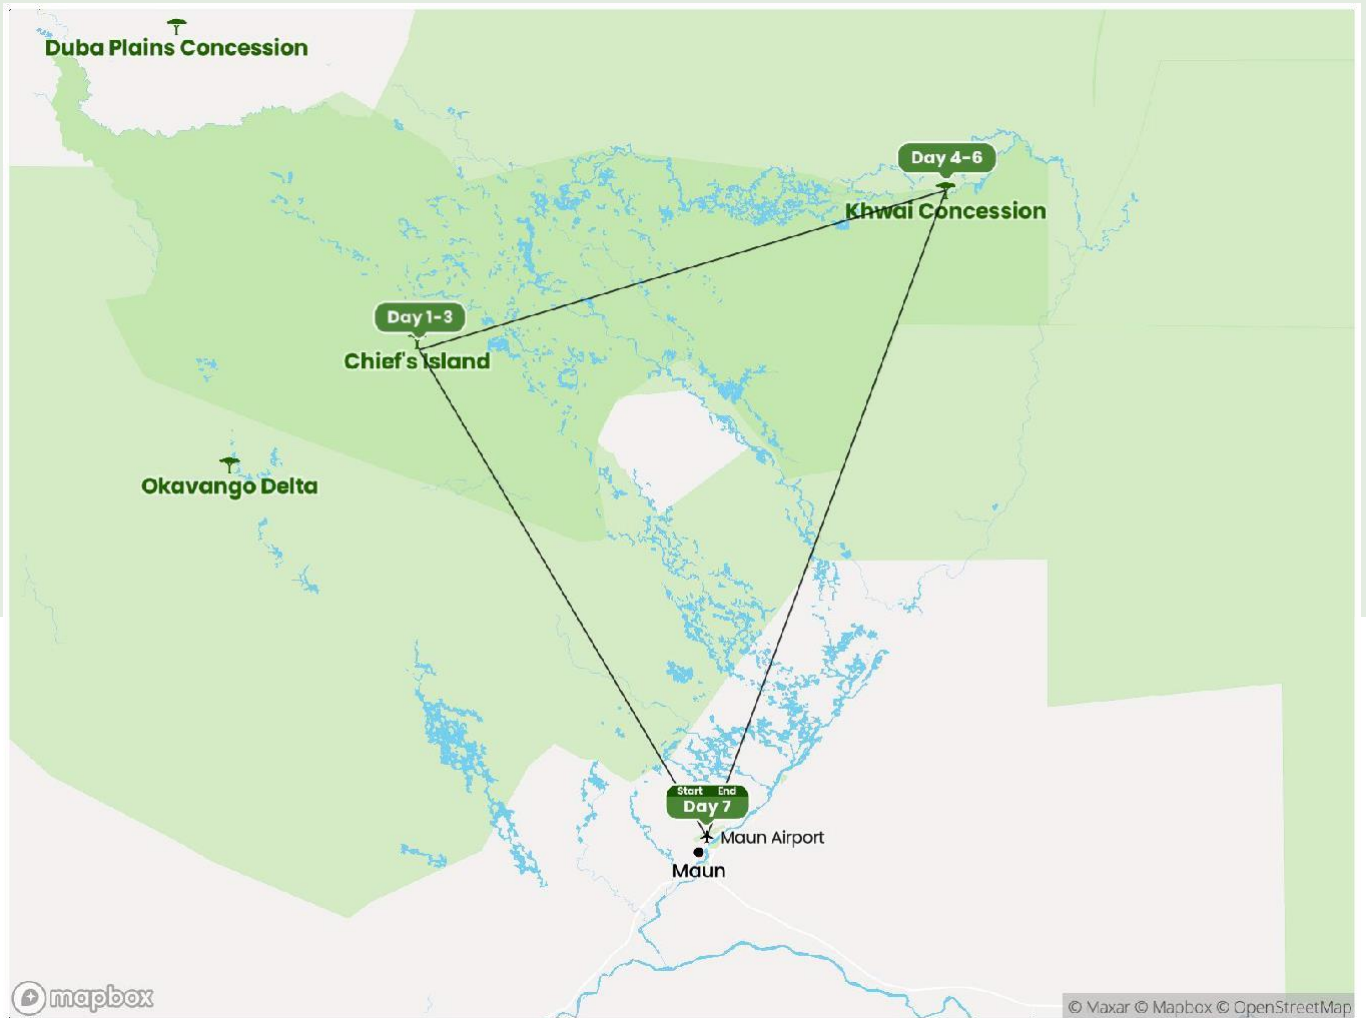 Duba Plains Concession
Day 4-6
Khwai Concession
Day 1-3
Chief's Island
Okavango Delta
Start End
Day 7
Maun Airport
Maun
mapbox
© Maxar © Mapbox © OpenStreetMap